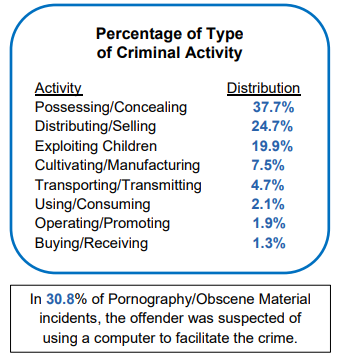 Percentage of Type
of Criminal Activity
Activity Distribution
Possessing/Concealing 37.7%
Distributing/Selling 24.7%
Exploiting Children 19.9%
Cultivating/Manufacturing 7.5%
Transporting/Transmitting 4.7%
Using/Consuming 2.1%
Operating/Promoting 1.9%
Buying/Receiving 1.3%
In 30.8% of Pornography/Obscene Material
incidents, the offender was suspected of
using a computer to facilitate the crime.